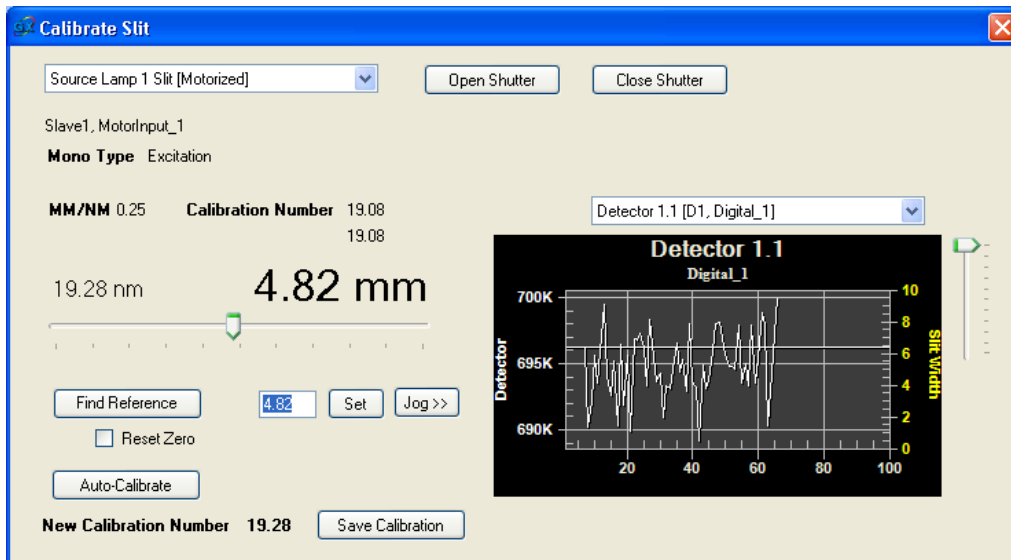 Calibrate Slit
Source Lamp 1 Slit [Motorized]
Open Shutter
Close Shutter
Slave1, MotorInput_1
Mono Type Excitation
MM/NM 0.25 Calibration Number 19.08
19.08
19.28 nm 4.82 mm
Find Reference
4.82
Set
Jog >>
Reset Zero
Auto-Calibrate
New Calibration Number 19.28
Save Calibration
Detector 1.1 [D1, Digital_1]
Detector 1.1
Digital_1
700K
695K
690K
Detector
10
8
6
4
2
0
Slit Width
20 40 60 80 100